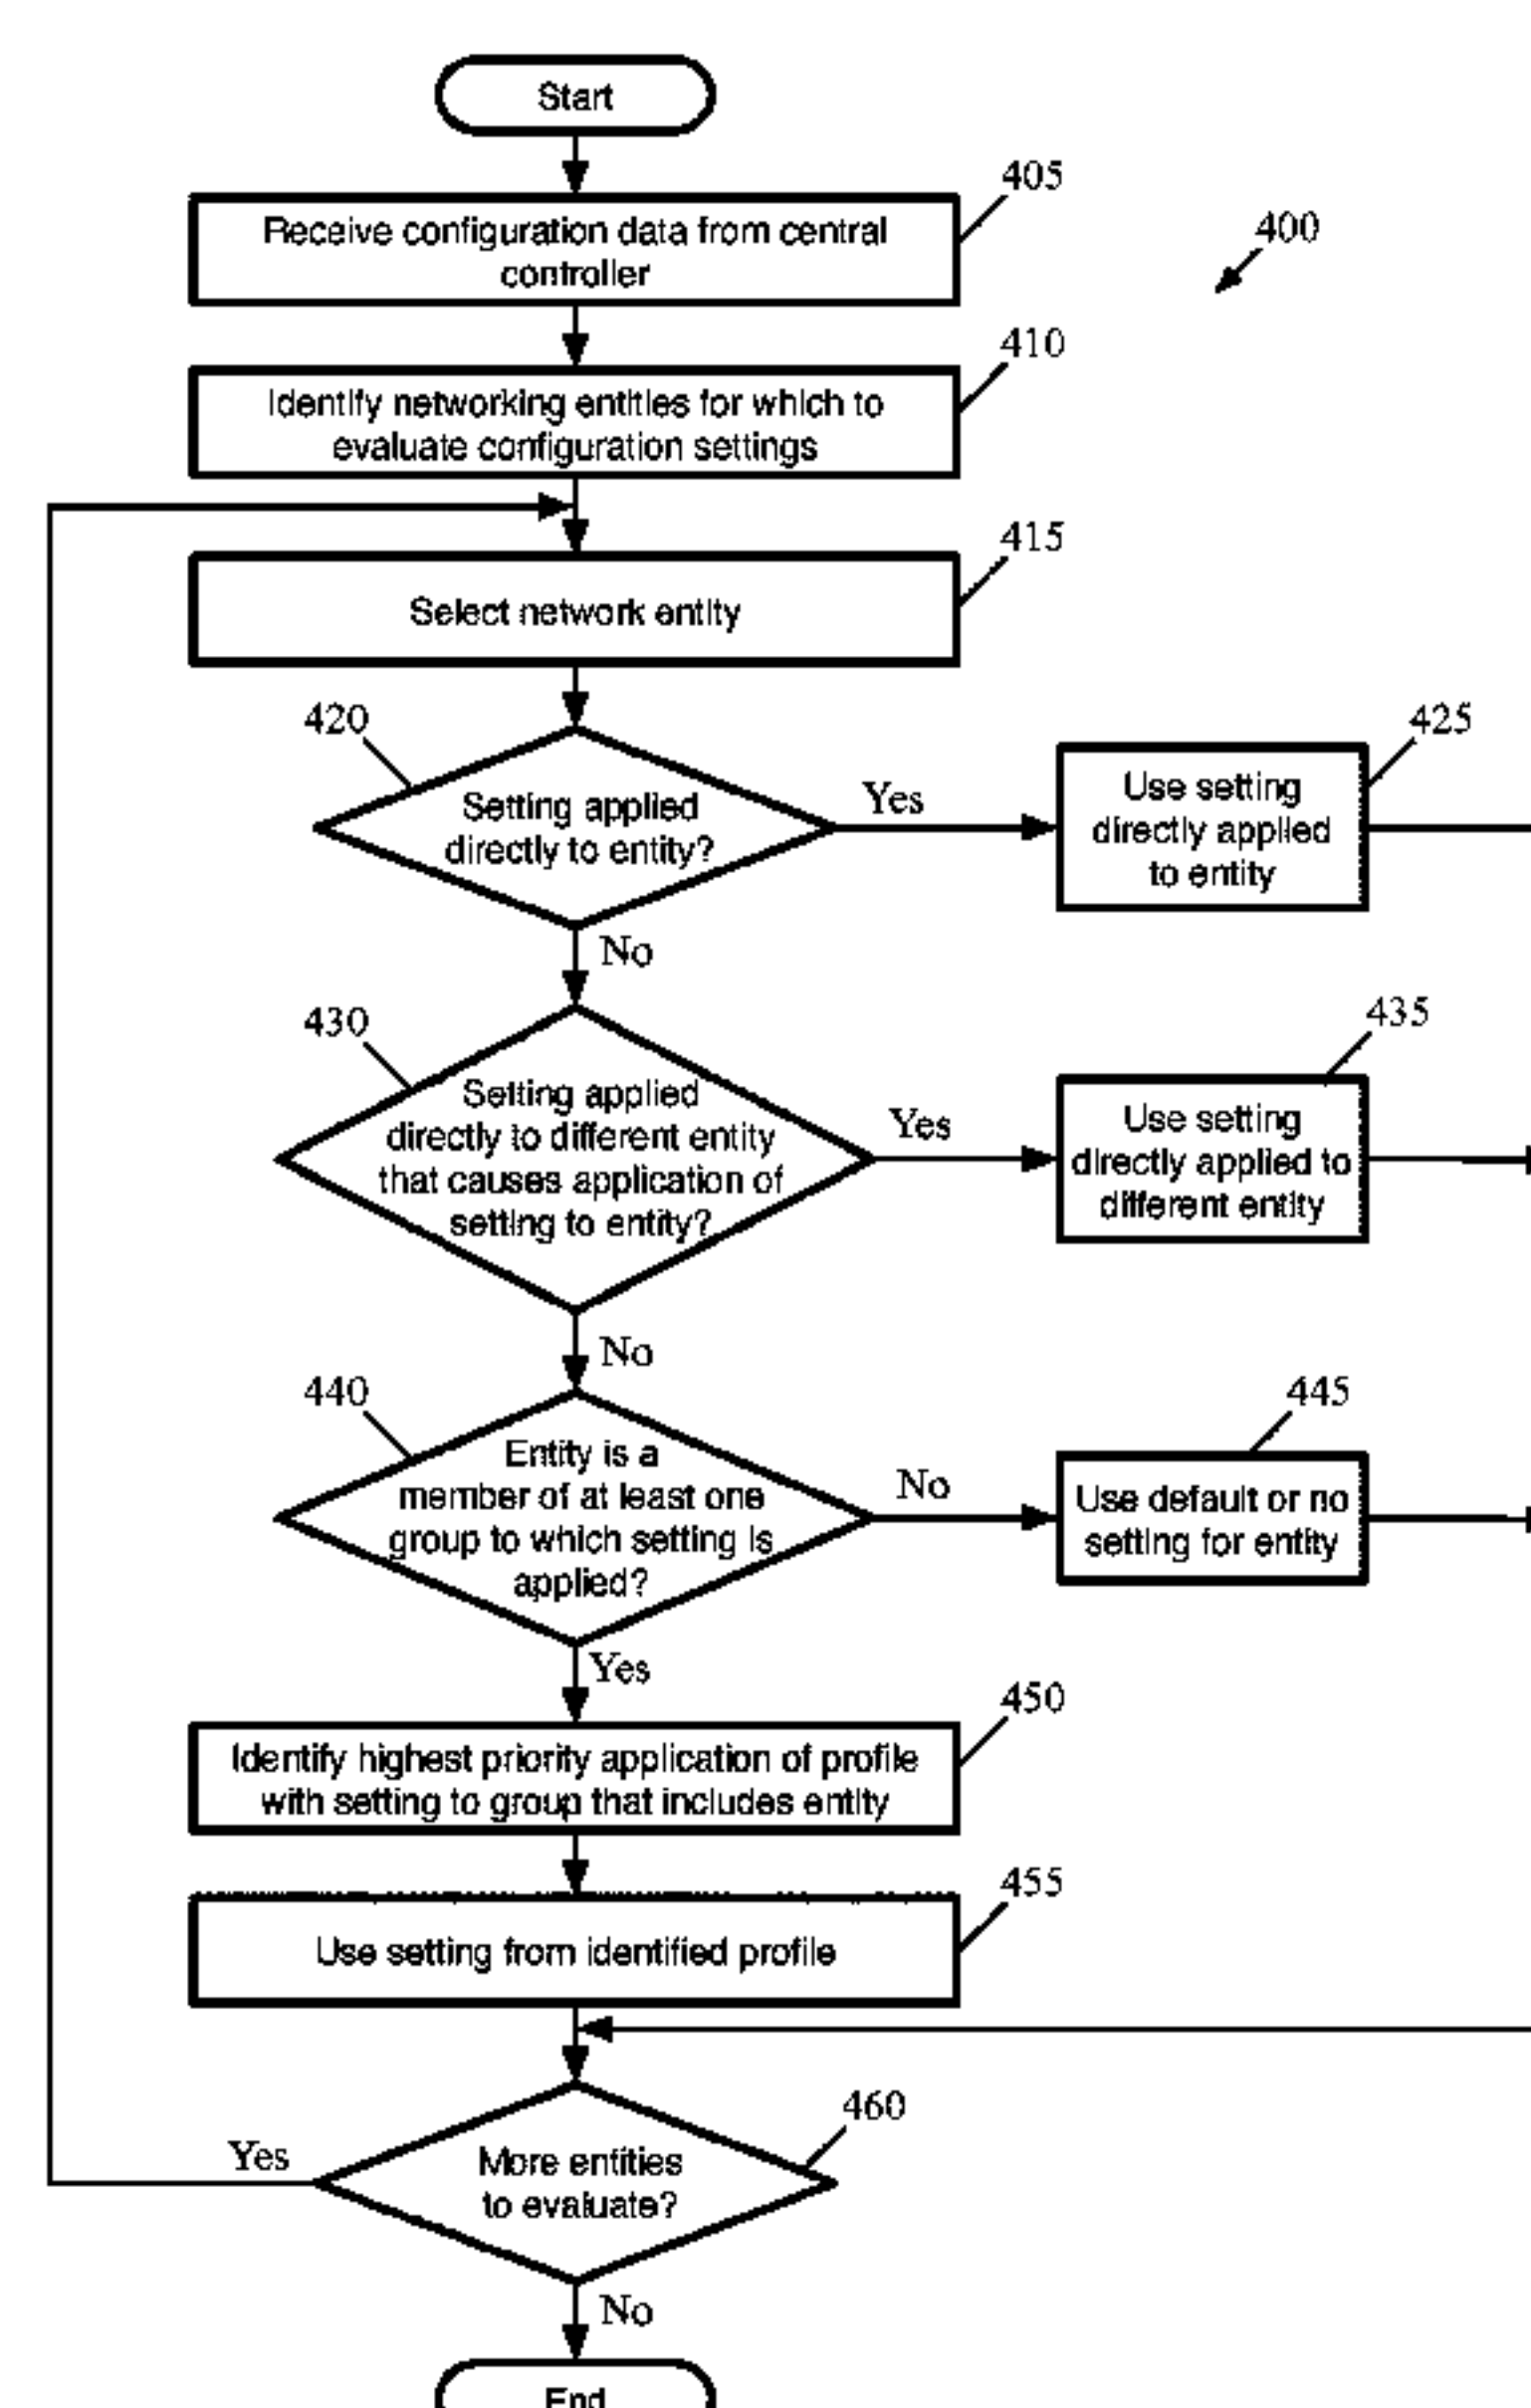 Start
405
Receive configuration data from central
controller
400
410
Identify networking entities for which to
evaluate configuration settings
415
Select network entity
420
Setting applied
directly to entity?
Yes
425
Use setting
directly applied
to entity
No
430
Setting applied
directly to different entity
that causes application of
setting to entity?
Yes
435
Use setting
directly applied to
different entity
No
440
Entity is a
member of at least one
group to which setting is
applied?
No
445
Use default or no
setting for entity
Yes
450
Identify highest priority application of profile
with setting to group that includes entity
455
Use setting from identified profile
460
More entities
to evaluate?
Yes
No
End